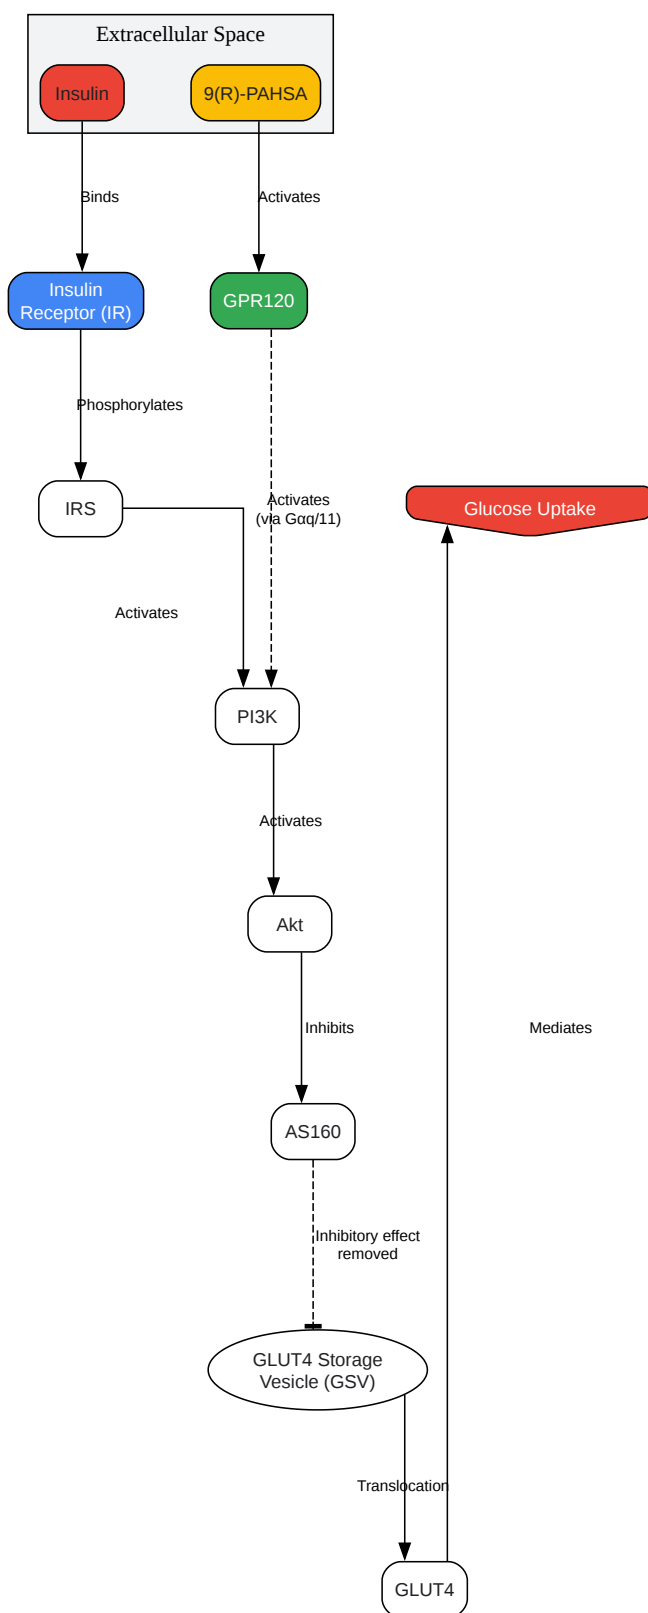 Extracellular Space
Insulin
9(R)-PAHSA
Binds
Activates
Insulin
Receptor (IR)
GPR120
Phosphorylates
IRS
Activates
(via Gαq/11)
Glucose Uptake
Activates
PI3K
Activates
Akt
Inhibits
Mediates
AS160
Inhibitory effect
removed
GLUT4 Storage
Vesicle (GSV)
Translocation
GLUT4